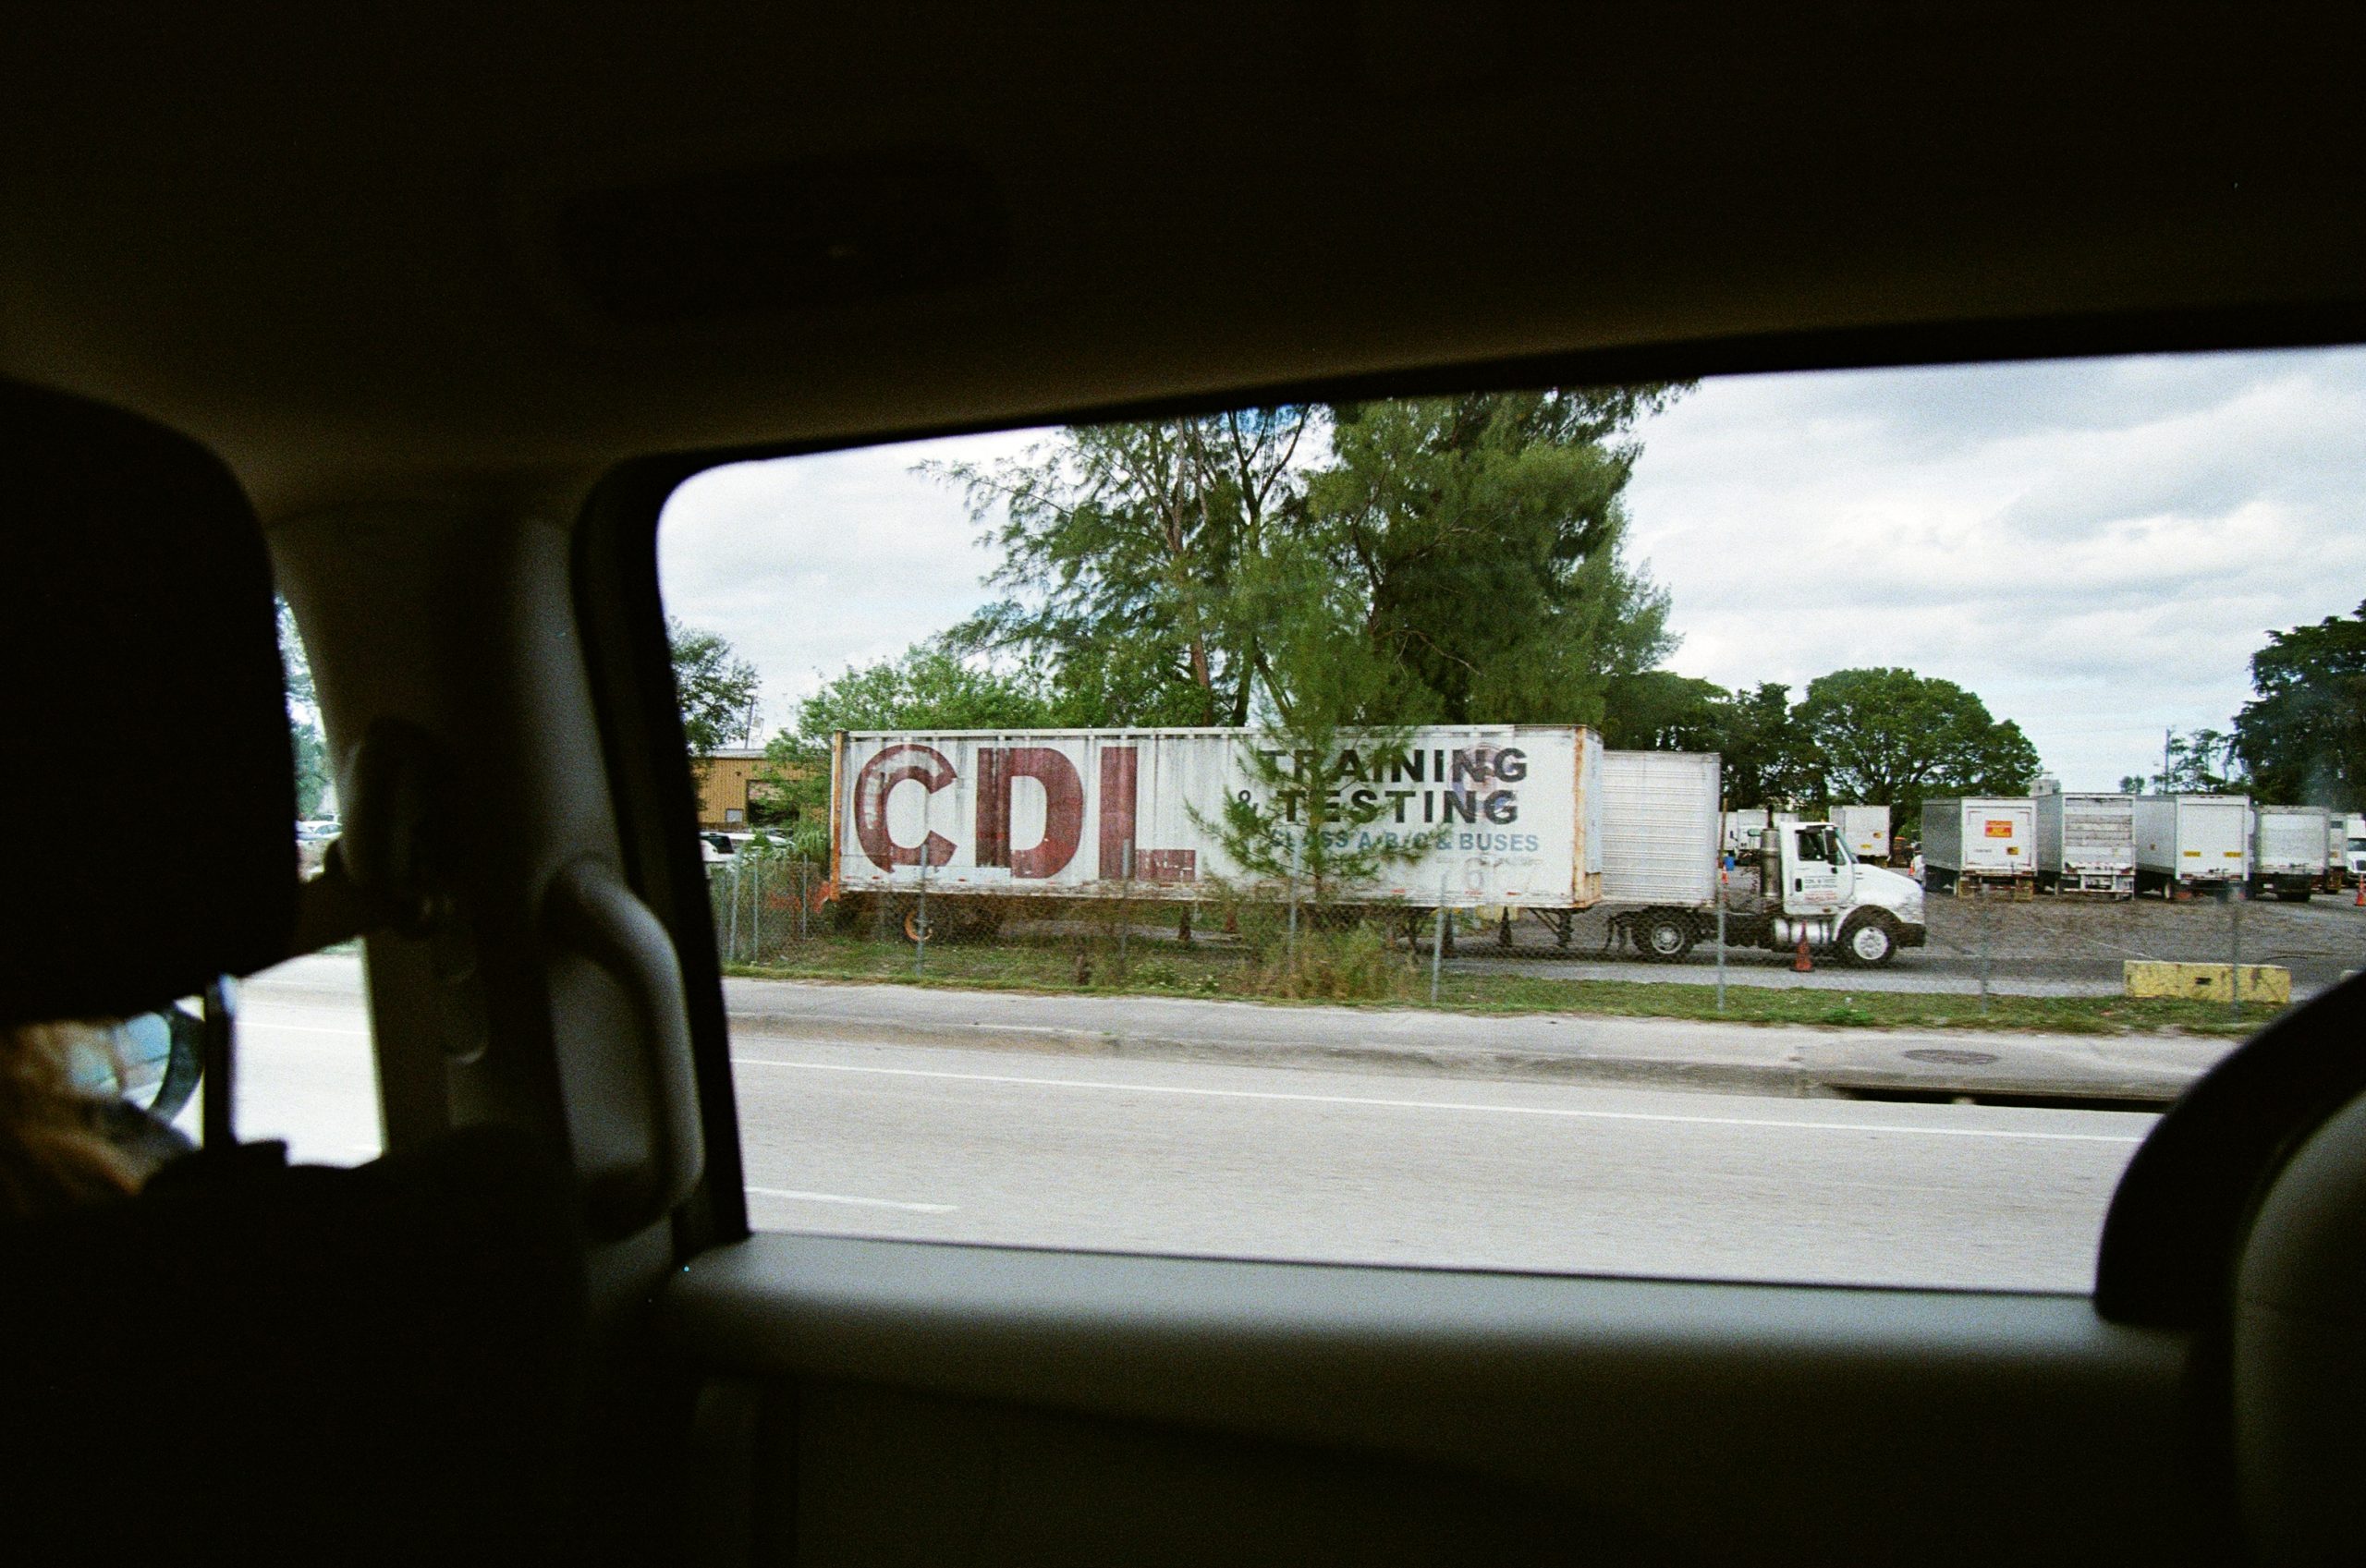 CDL
TRAINING
& TESTING
CLASS A·B·C & BUSES